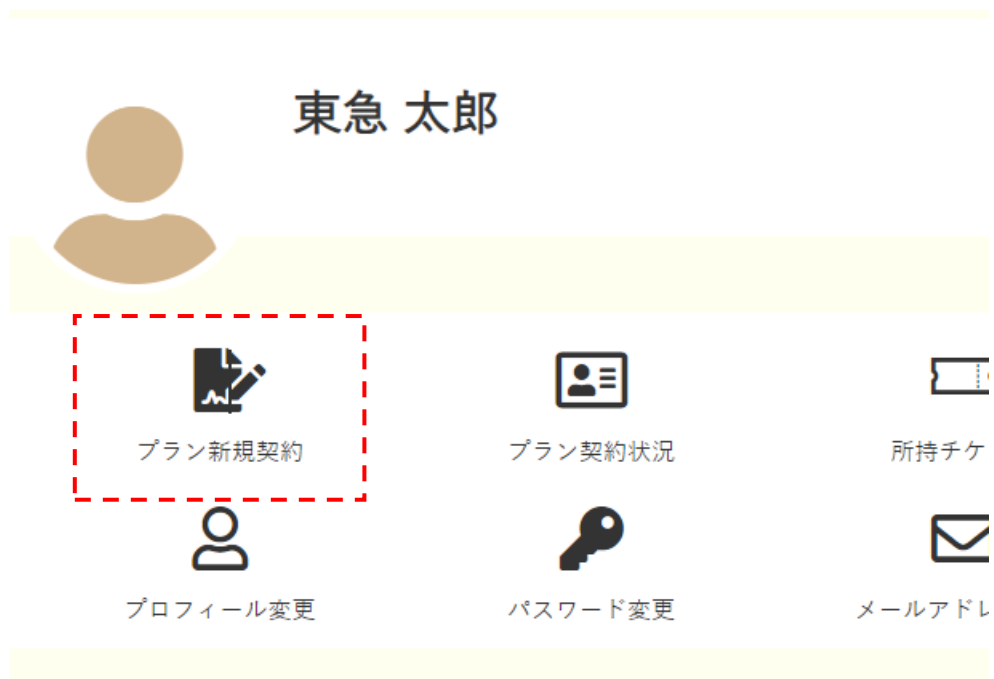 東急 太郎
プラン新規契約
プラン契約状況
所持チケ
プロフィール変更
パスワード変更
メールアドレ